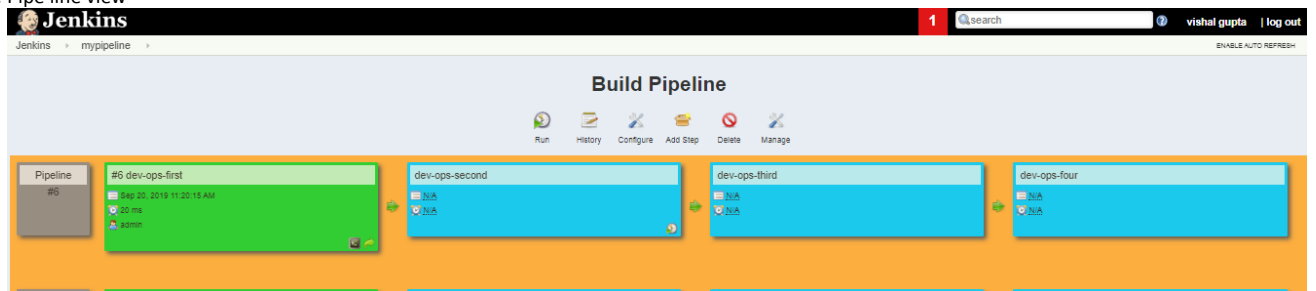 Pipe line view
Jenkins
1
search
vishal gupta | log out
Jenkins mypipeline
ENABLE AUTO REFRESH
Build Pipeline
Run History Configure Add Step Delete Manage
Pipeline #6 dev-ops-first dev-ops-second dev-ops-third dev-ops-four
#6 Sep 20, 2019 11:20:15 AM N/A N/A N/A
20 ms N/A N/A N/A
admin